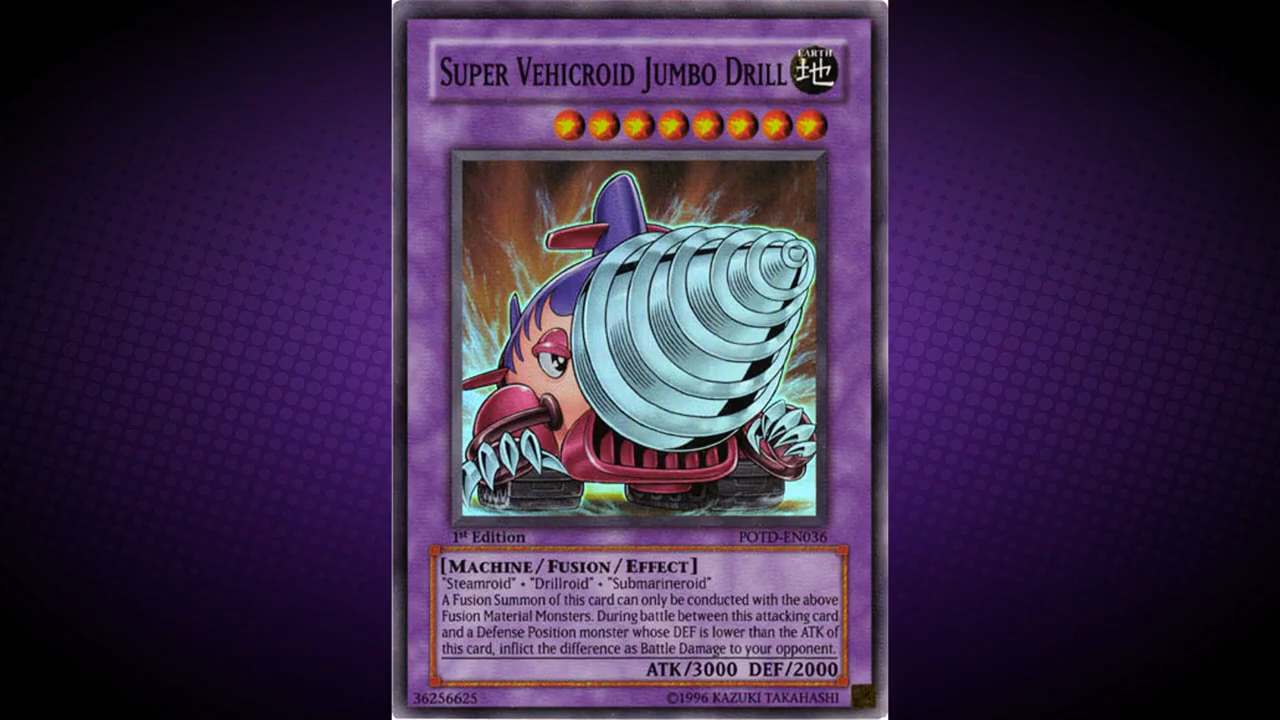 SUPER VEHICROID JUMBO DRILL
EARTH
地
1st Edition POTD-EN036
[MACHINE/FUSION/EFFECT]
"Steamroid" • "Drillroid" • "Submarineroid"
A Fusion Summon of this card can only be conducted with the above
Fusion Material Monsters. During battle between this attacking card
and a Defense Position monster whose DEF is lower than the ATK of
this card, inflict the difference as Battle Damage to your opponent.
ATK/3000 DEF/2000
36256625 ©1996 KAZUKI TAKAHASHI